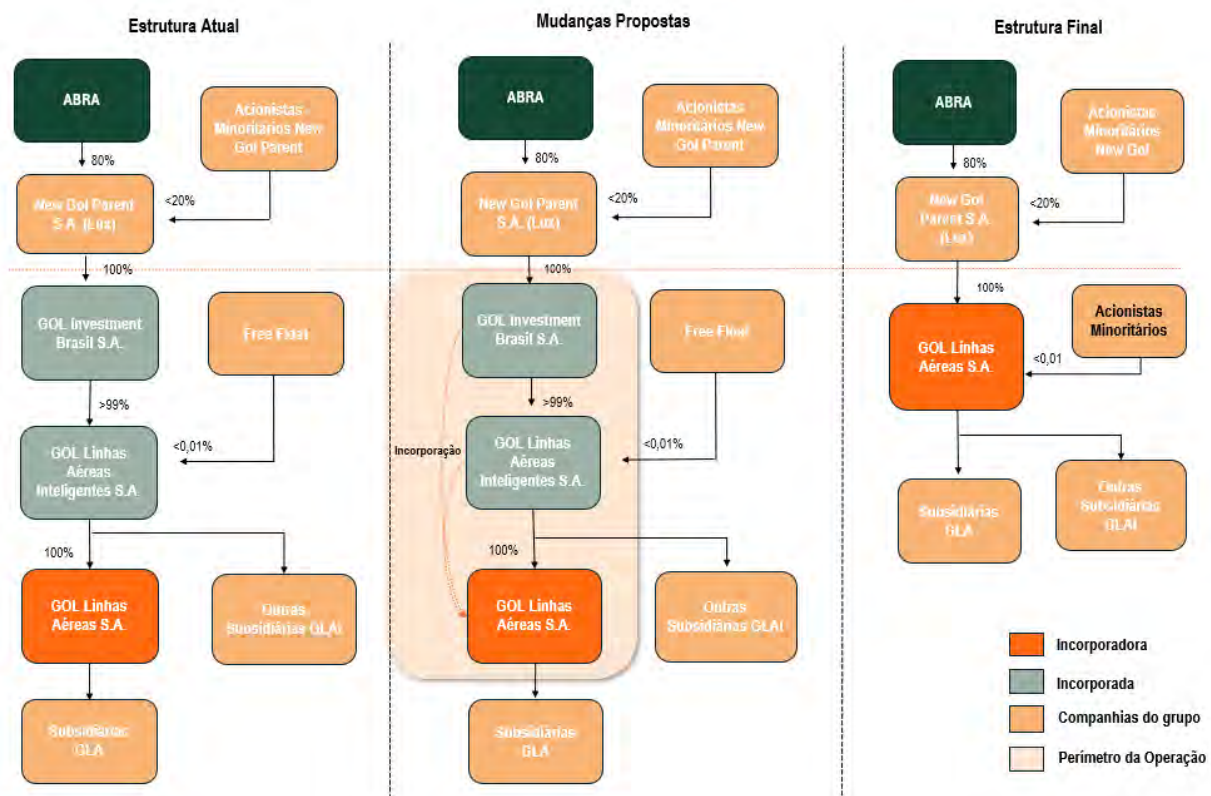 Estrutura Atual
ABRA
Acionistas
Minoritários New
Gol Parent
80%
New Gol Parent
S.A. (Lux)
<20%
100%
GOL Investment
Brasil S.A.
Free Float
>99%
GOL Linhas
Aéreas
Inteligentes S.A.
<0,01%
100%
GOL Linhas
Aéreas S.A.
Outras
Subsidiárias GLAI
Subsidiárias
GLA
Mudanças Propostas
ABRA
Acionistas
Minoritários New
Gol Parent
80%
New Gol Parent
S.A. (Lux)
<20%
100%
GOL Investment
Brasil S.A.
Free Float
>99%
Incorporação
GOL Linhas
Aéreas
Inteligentes S.A.
<0,01%
100%
GOL Linhas
Aéreas S.A.
Outras
Subsidiárias GLAI
Subsidiárias
GLA
Estrutura Final
ABRA
Acionistas
Minoritários
New Gol
80%
New Gol
Parent S.A.
(Lux)
<20%
100%
GOL Linhas
Aéreas S.A.
Acionistas
Minoritários
<0,01
Subsidiárias
GLA
Outras
Subsidiárias
GLAI
Incorporadora
Incorporada
Companhias do grupo
Perímetro da Operação